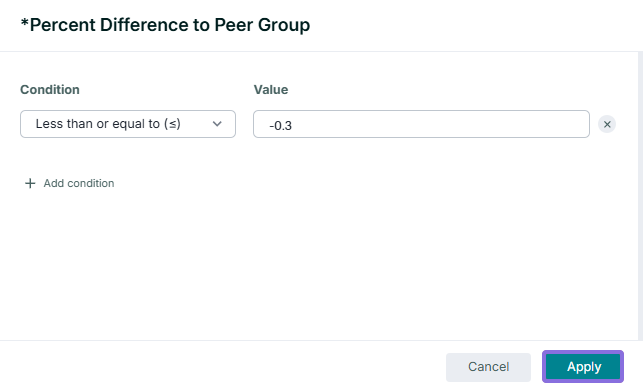 *Percent Difference to Peer Group
Condition Value
Less than or equal to (≤) -0.3
Add condition
Cancel Apply